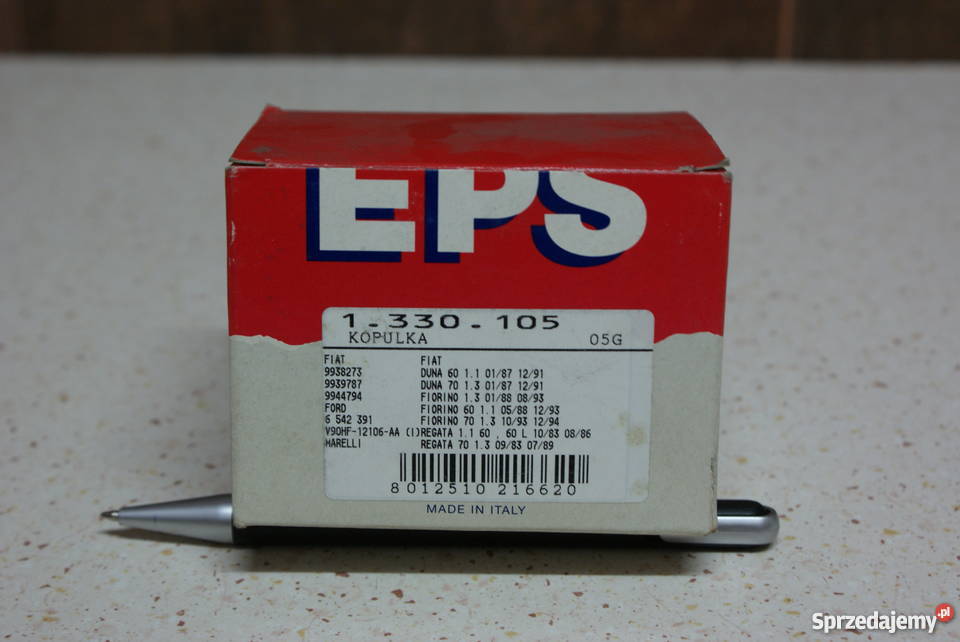 EPS
1.330.105
KOPULKA 05G
FIAT FIAT
9938273 DUNA 60 1.1 01/87 12/91
9939787 DUNA 70 1.3 01/87 12/91
9944794 FIORINO 1.3 01/88 08/93
FORD FIORINO 60 1.1 05/88 12/93
6 542 391 FIORINO 70 1.3 10/93 12/94
V90HF-12106-AA (I)REGATA 1.1 60 , 60 L 10/83 08/86
MARELLI REGATA 70 1.3 09/83 07/89
8 012510 216620
MADE IN ITALY
Sprzedajemy.pl